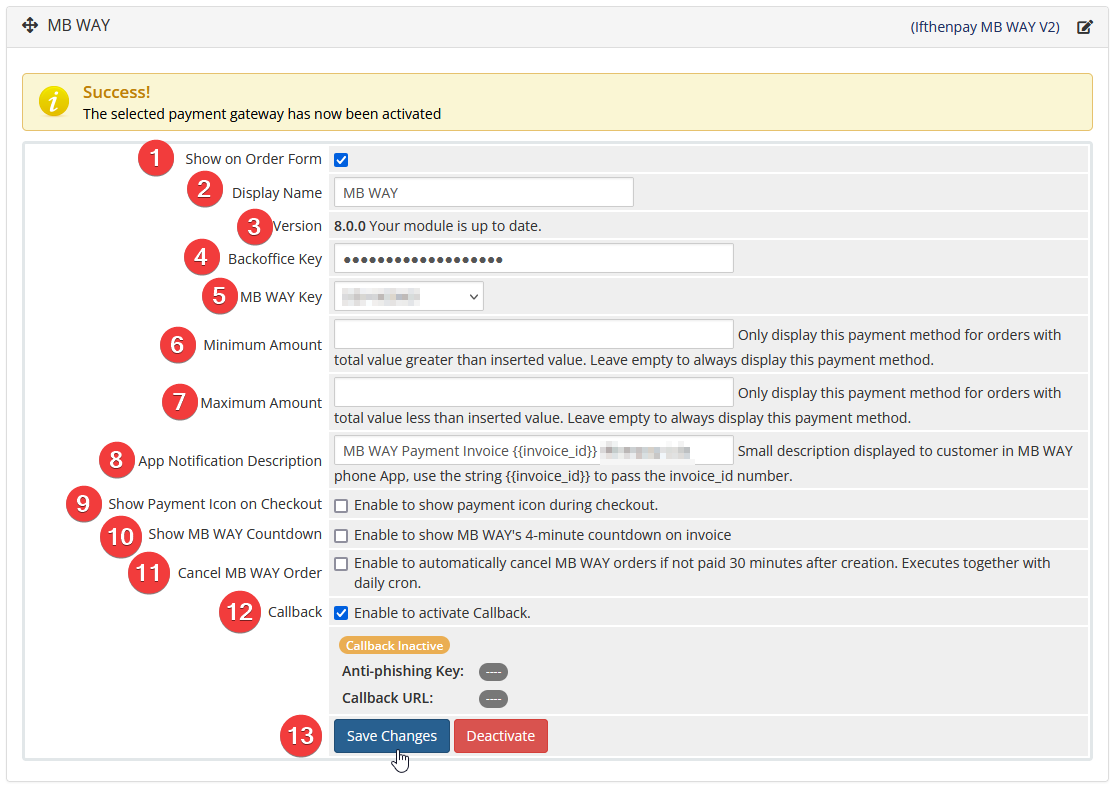 MB WAY
(Ifthenpay MB WAY V2)
Success!
The selected payment gateway has now been activated
1 Show on Order Form
2 Display Name MB WAY
3 Version 8.0.0 Your module is up to date.
4 Backoffice Key ●●●●●●●●●●●●●●●●●●●
5 MB WAY Key
6 Minimum Amount Only display this payment method for orders with
total value greater than inserted value. Leave empty to always display this payment method.
7 Maximum Amount Only display this payment method for orders with
total value less than inserted value. Leave empty to always display this payment method.
8 App Notification Description MB WAY Payment Invoice {{invoice_id}} Small description displayed to customer in MB WAY
phone App, use the string {{invoice_id}} to pass the invoice_id number.
9 Show Payment Icon on Checkout Enable to show payment icon during checkout.
10 Show MB WAY Countdown Enable to show MB WAY's 4-minute countdown on invoice
11 Cancel MB WAY Order Enable to automatically cancel MB WAY orders if not paid 30 minutes after creation. Executes together with
daily cron.
12 Callback Enable to activate Callback.
Callback Inactive
Anti-phishing Key: ----
Callback URL: ----
13 Save Changes Deactivate